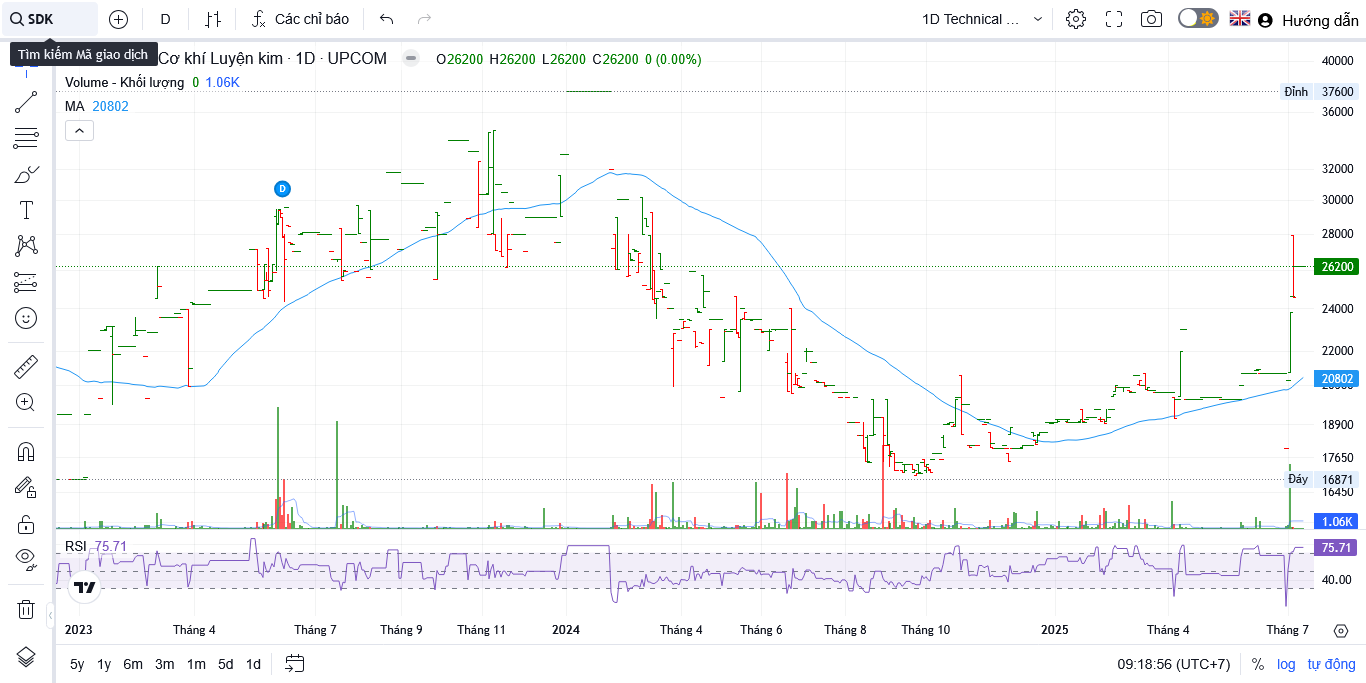 SDK
D
Các chỉ báo
1D Technical ...
Hướng dẫn
Tìm kiếm Mã giao dịch
Cơ khí Luyện kim · 1D · UPCOM
O26200 H26200 L26200 C26200 0 (0.00%)
Volume - Khối lượng 0 1.06K
MA 20802
D
40000
Đỉnh 37600
36000
32000
30000
28000
26200
24000
22000
20802
18900
17650
Đáy 16871
16450
1.06K
RSI 75.71
75.71
40.00
2023 Tháng 4 Tháng 7 Tháng 9 Tháng 11 2024 Tháng 4 Tháng 6 Tháng 8 Tháng 10 2025 Tháng 4 Tháng 7
5y 1y 6m 3m 1m 5d 1d
09:18:56 (UTC+7) % log tự động